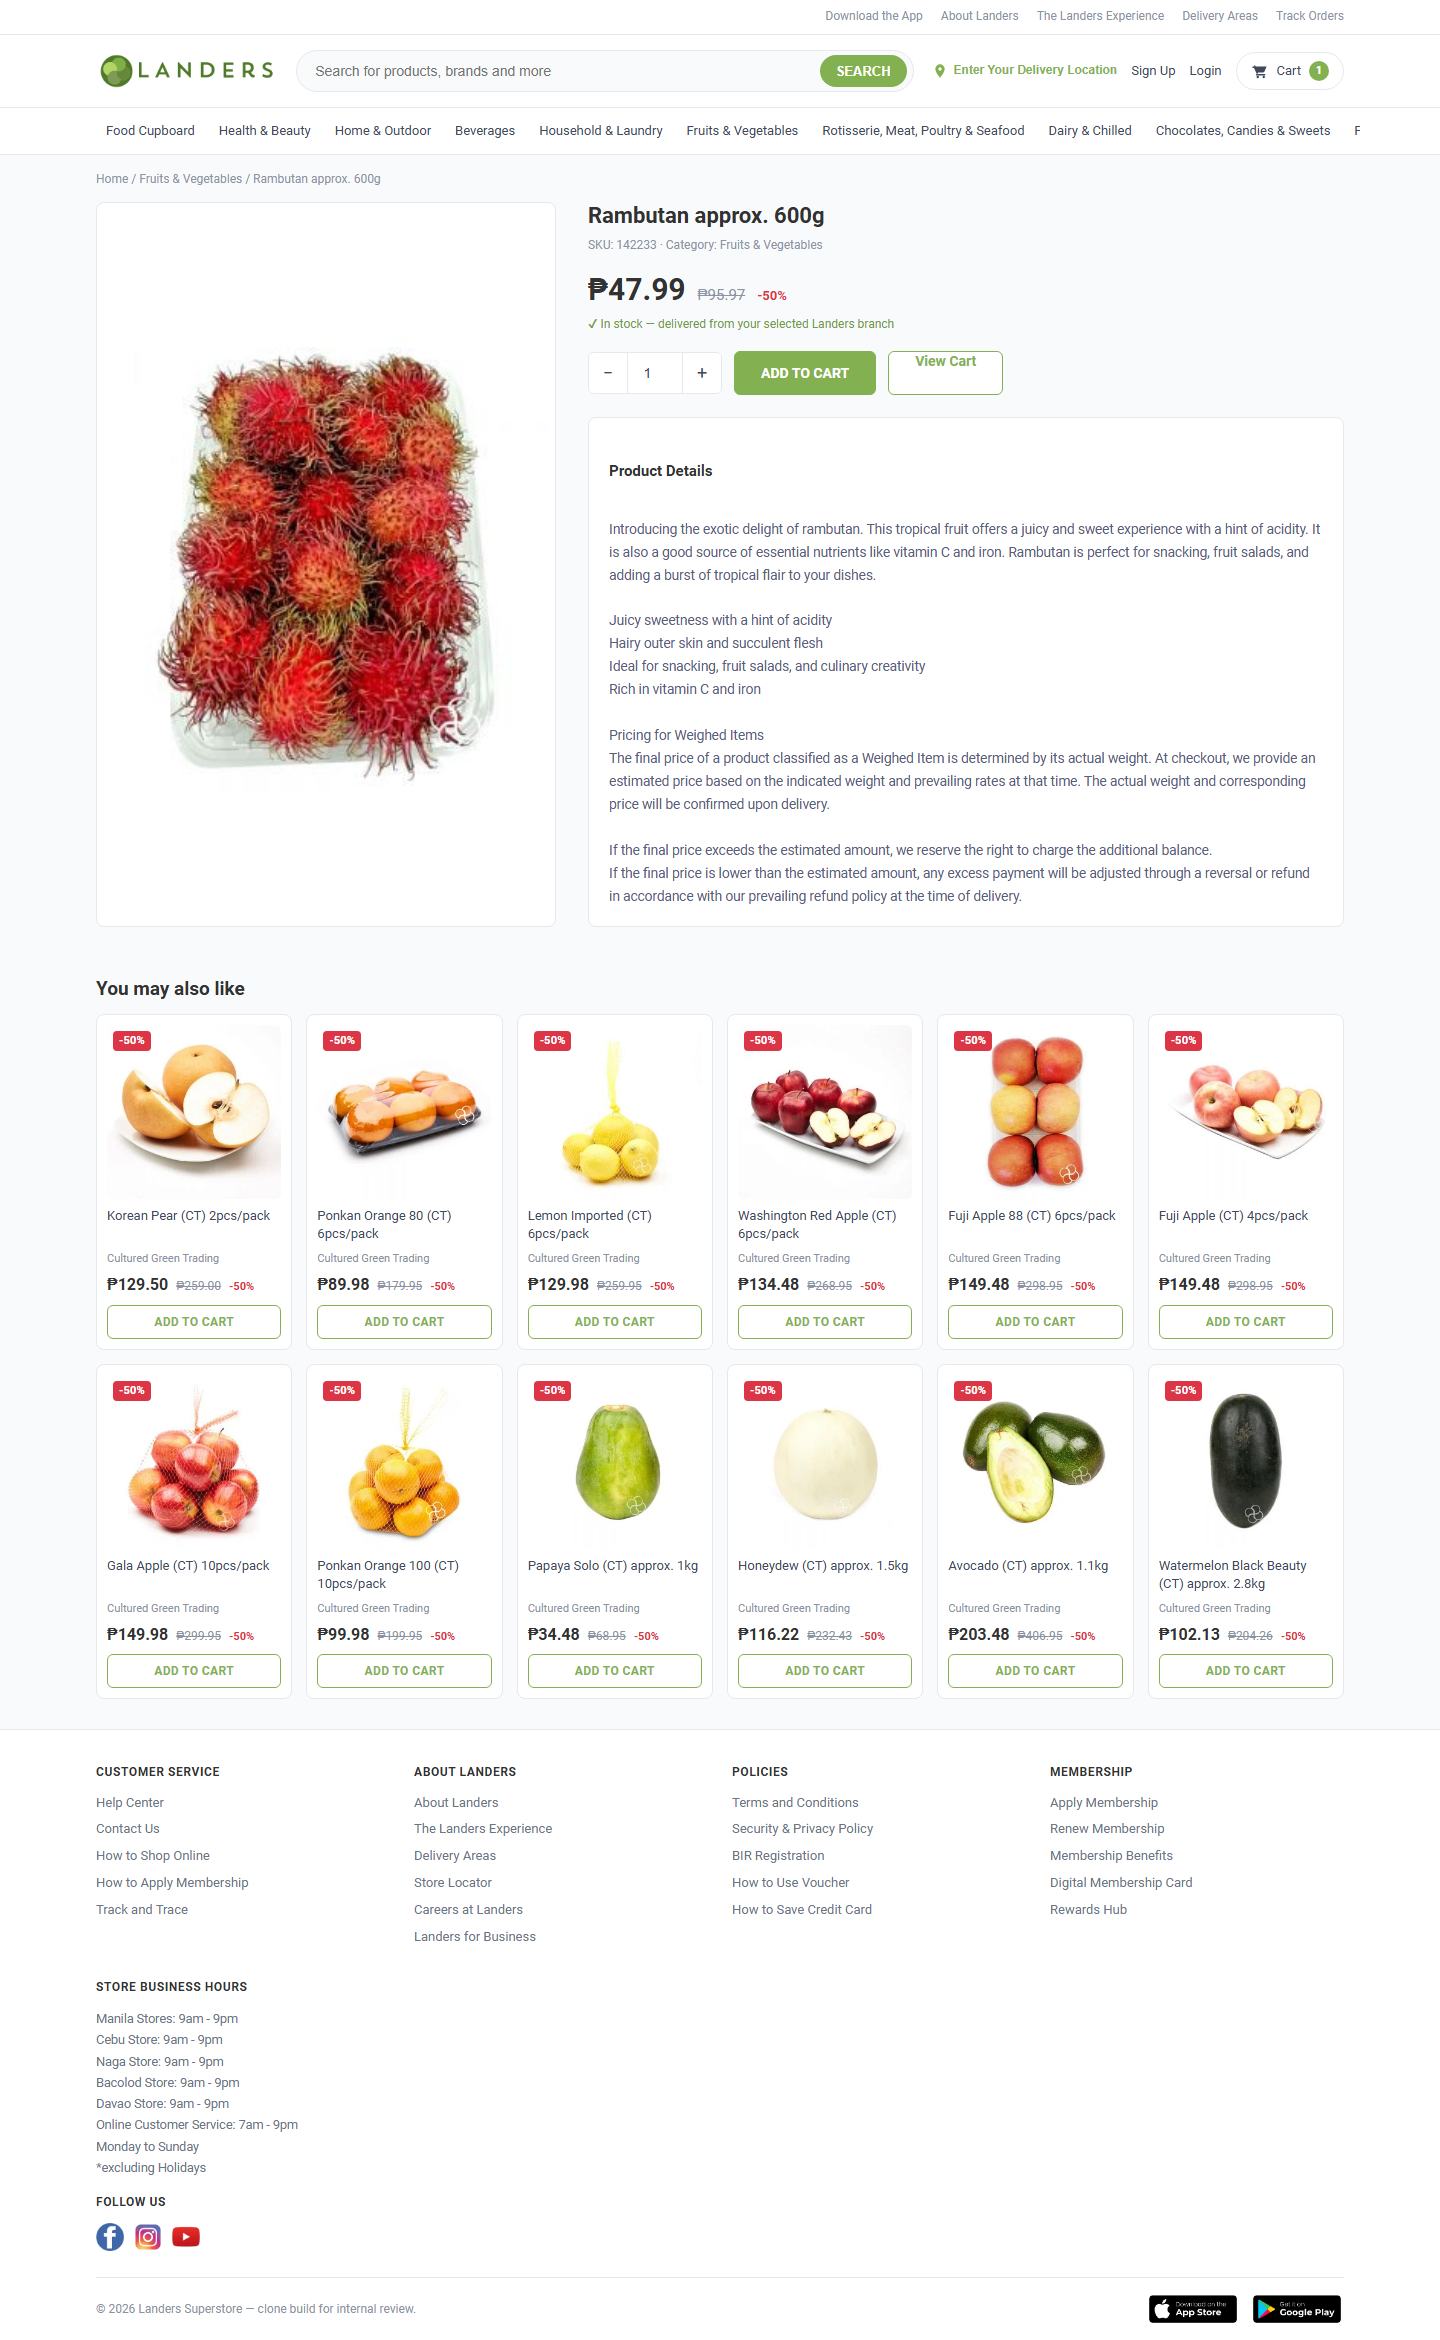 Download the App About Landers The Landers Experience Delivery Areas Track Orders
LANDERS Search for products, brands and more SEARCH Enter Your Delivery Location Sign Up Login Cart 1
Food Cupboard Health & Beauty Home & Outdoor Beverages Household & Laundry Fruits & Vegetables Rotisserie, Meat, Poultry & Seafood Dairy & Chilled Chocolates, Candies & Sweets F
Home / Fruits & Vegetables / Rambutan approx. 600g
Rambutan approx. 600g
SKU: 142233 · Category: Fruits & Vegetables
₱47.99 ₱95.97 -50%
✓ In stock — delivered from your selected Landers branch
− 1 + ADD TO CART View Cart
Product Details
Introducing the exotic delight of rambutan. This tropical fruit offers a juicy and sweet experience with a hint of acidity. It
is also a good source of essential nutrients like vitamin C and iron. Rambutan is perfect for snacking, fruit salads, and
adding a burst of tropical flair to your dishes.
Juicy sweetness with a hint of acidity
Hairy outer skin and succulent flesh
Ideal for snacking, fruit salads, and culinary creativity
Rich in vitamin C and iron
Pricing for Weighed Items
The final price of a product classified as a Weighed Item is determined by its actual weight. At checkout, we provide an
estimated price based on the indicated weight and prevailing rates at that time. The actual weight and corresponding
price will be confirmed upon delivery.
If the final price exceeds the estimated amount, we reserve the right to charge the additional balance.
If the final price is lower than the estimated amount, any excess payment will be adjusted through a reversal or refund
in accordance with our prevailing refund policy at the time of delivery.
You may also like
-50% -50% -50% -50% -50% -50%
Korean Pear (CT) 2pcs/pack
Cultured Green Trading
₱129.50 ₱259.00 -50%
ADD TO CART
Ponkan Orange 80 (CT)
6pcs/pack
Cultured Green Trading
₱89.98 ₱179.95 -50%
ADD TO CART
Lemon Imported (CT)
6pcs/pack
Cultured Green Trading
₱129.98 ₱259.95 -50%
ADD TO CART
Washington Red Apple (CT)
6pcs/pack
Cultured Green Trading
₱134.48 ₱268.95 -50%
ADD TO CART
Fuji Apple 88 (CT) 6pcs/pack
Cultured Green Trading
₱149.48 ₱298.95 -50%
ADD TO CART
Fuji Apple (CT) 4pcs/pack
Cultured Green Trading
₱149.48 ₱298.95 -50%
ADD TO CART
-50% -50% -50% -50% -50% -50%
Gala Apple (CT) 10pcs/pack
Cultured Green Trading
₱149.98 ₱299.95 -50%
ADD TO CART
Ponkan Orange 100 (CT)
10pcs/pack
Cultured Green Trading
₱99.98 ₱199.95 -50%
ADD TO CART
Papaya Solo (CT) approx. 1kg
Cultured Green Trading
₱34.48 ₱68.95 -50%
ADD TO CART
Honeydew (CT) approx. 1.5kg
Cultured Green Trading
₱116.22 ₱232.43 -50%
ADD TO CART
Avocado (CT) approx. 1.1kg
Cultured Green Trading
₱203.48 ₱406.95 -50%
ADD TO CART
Watermelon Black Beauty
(CT) approx. 2.8kg
Cultured Green Trading
₱102.13 ₱204.26 -50%
ADD TO CART
CUSTOMER SERVICE
Help Center
Contact Us
How to Shop Online
How to Apply Membership
Track and Trace
ABOUT LANDERS
About Landers
The Landers Experience
Delivery Areas
Store Locator
Careers at Landers
Landers for Business
POLICIES
Terms and Conditions
Security & Privacy Policy
BIR Registration
How to Use Voucher
How to Save Credit Card
MEMBERSHIP
Apply Membership
Renew Membership
Membership Benefits
Digital Membership Card
Rewards Hub
STORE BUSINESS HOURS
Manila Stores: 9am - 9pm
Cebu Store: 9am - 9pm
Naga Store: 9am - 9pm
Bacolod Store: 9am - 9pm
Davao Store: 9am - 9pm
Online Customer Service: 7am - 9pm
Monday to Sunday
*excluding Holidays
FOLLOW US
© 2026 Landers Superstore — clone build for internal review.
Download on the
App Store
Get it on
Google Play